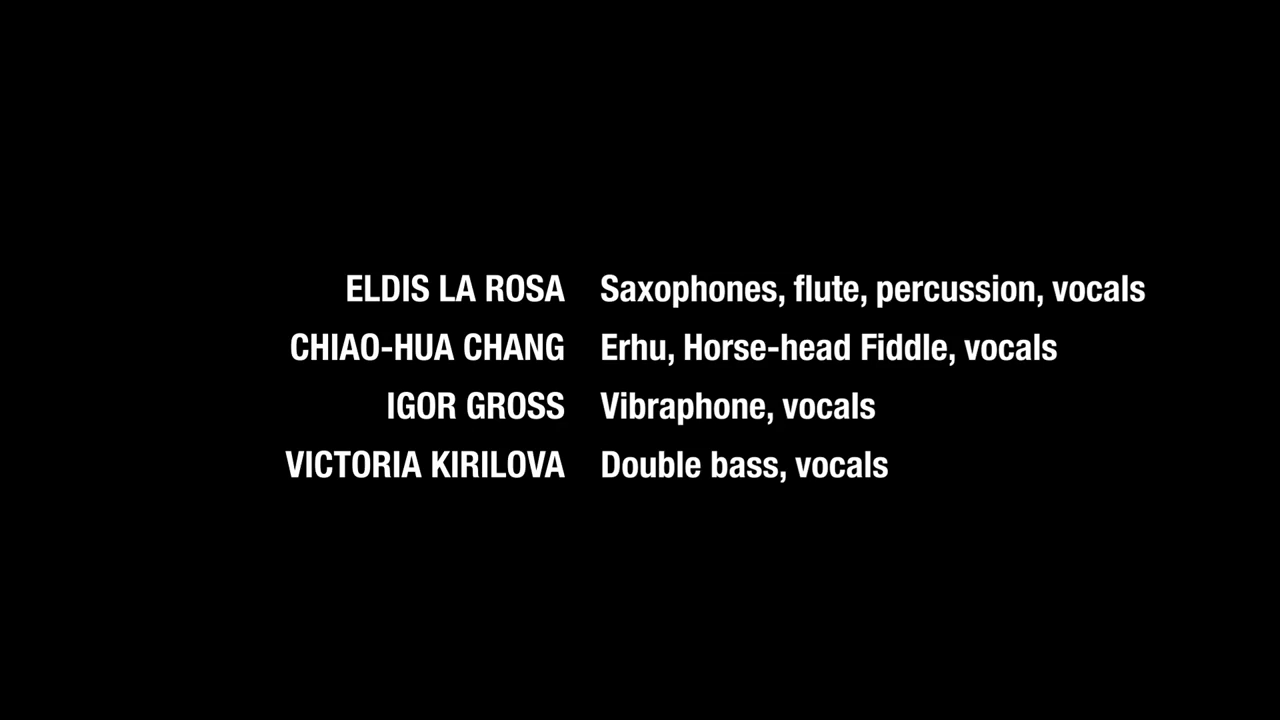 ELDIS LA ROSA Saxophones, flute, percussion, vocals
CHIAO-HUA CHANG Erhu, Horse-head Fiddle, vocals
IGOR GROSS Vibraphone, vocals
VICTORIA KIRILOVA Double bass, vocals